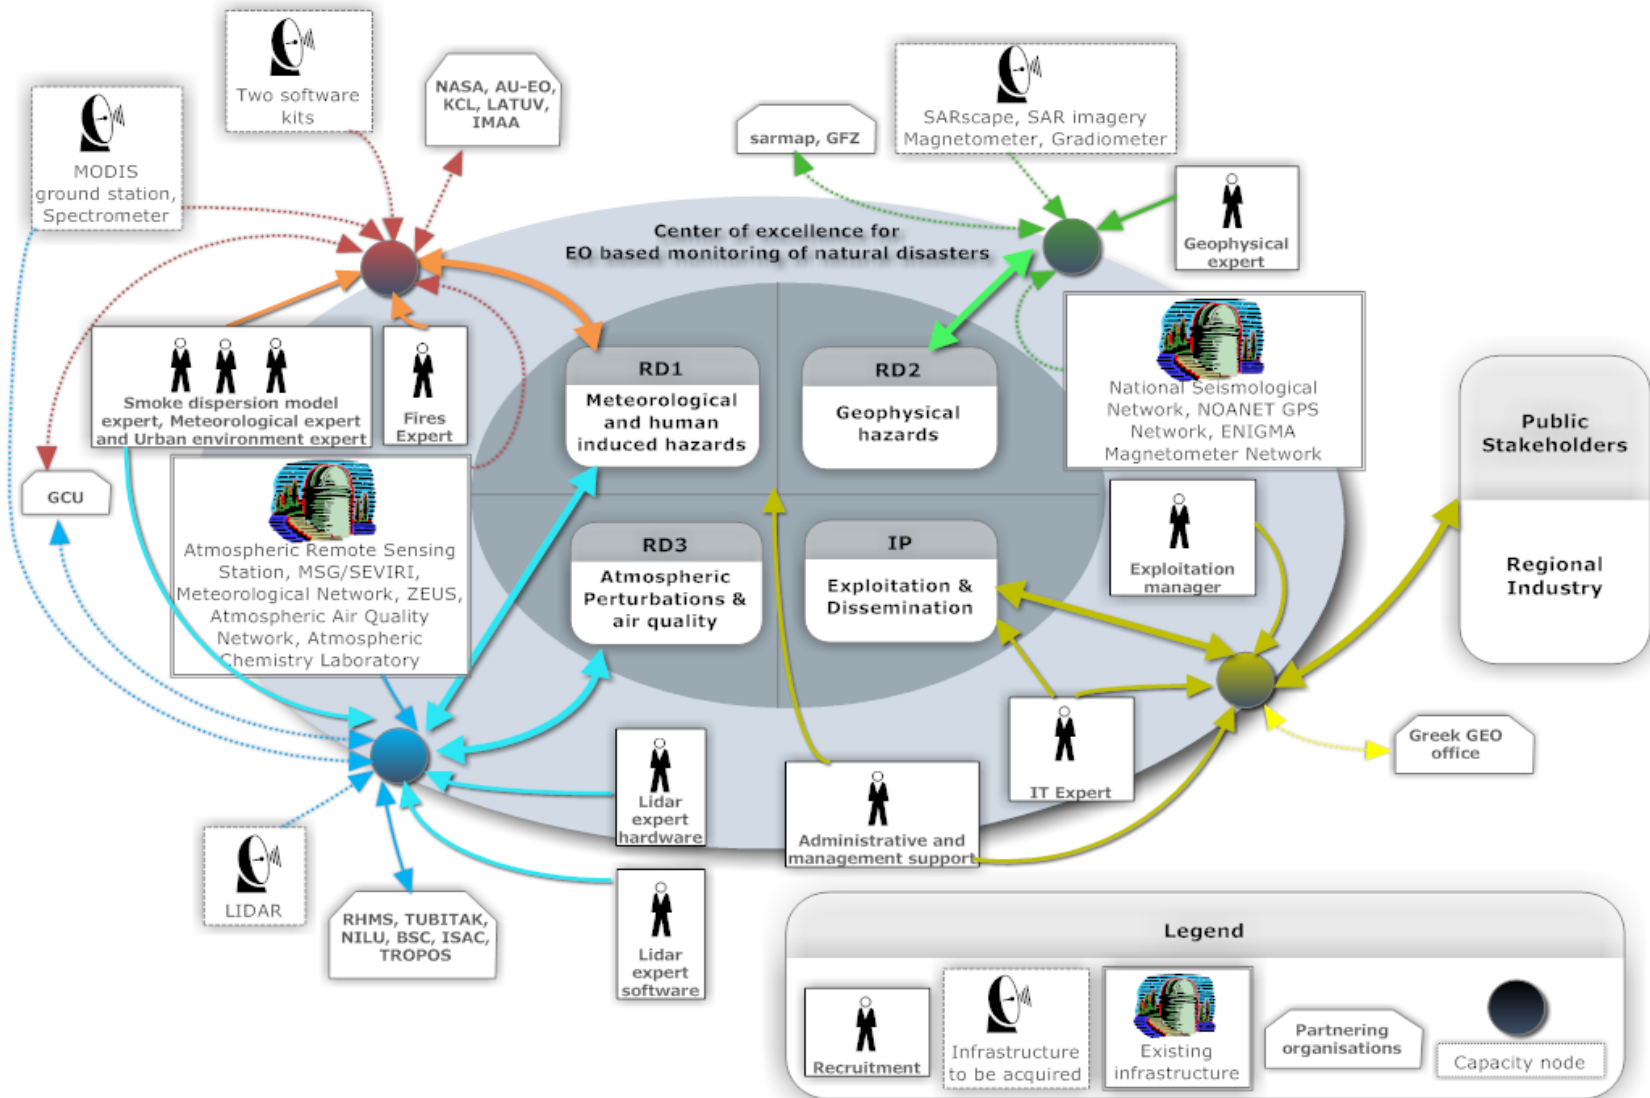 Two software
kits
NASA, AU-EO,
KCL, LATUV,
IMAA
MODIS
ground station,
Spectrometer
sarmap, GFZ
SARscape, SAR imagery
Magnetometer, Gradiometer
Geophysical
expert
Center of excellence for
EO based monitoring of natural disasters
Smoke dispersion model
expert, Meteorological expert
and Urban environment expert
Fires
Expert
RD1
Meteorological
and human
induced hazards
RD2
Geophysical
hazards
National Seismological
Network, NOANET GPS
Network, ENIGMA
Magnetometer Network
Public
Stakeholders
Regional
Industry
GCU
Atmospheric Remote Sensing
Station, MSG/SEVIRI,
Meteorological Network, ZEUS,
Atmospheric Air Quality
Network, Atmospheric
Chemistry Laboratory
RD3
Atmospheric
Perturbations &
air quality
IP
Exploitation &
Dissemination
Exploitation
manager
IT Expert
Greek GEO
office
Lidar
expert
hardware
Administrative and
management support
LIDAR
RHMS, TUBITAK,
NILU, BSC, ISAC,
TROPOS
Lidar
expert
software
Legend
Recruitment
Infrastructure
to be acquired
Existing
infrastructure
Partnering
organisations
Capacity node